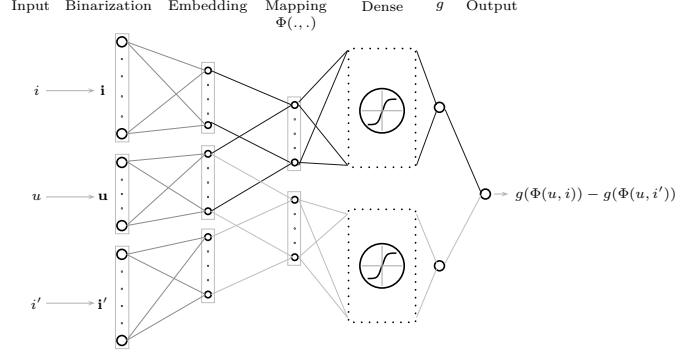 Input Binarization Embedding Mapping Dense g Output
Φ(., .)
i i
u u
g(Φ(u, i)) − g(Φ(u, i′))
i′ i′